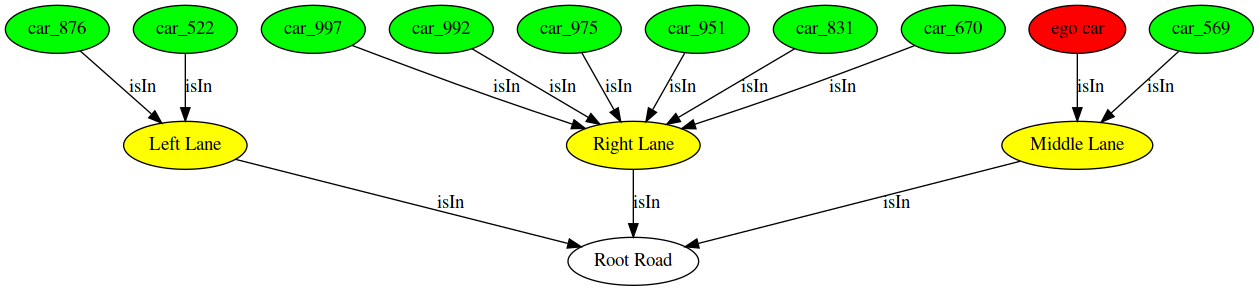 car_876 car_522 car_997 car_992 car_975 car_951 car_831 car_670 ego car car_569
isIn isIn isIn isIn isIn isIn isIn isIn isIn isIn
Left Lane Right Lane Middle Lane
isIn isIn isIn
Root Road